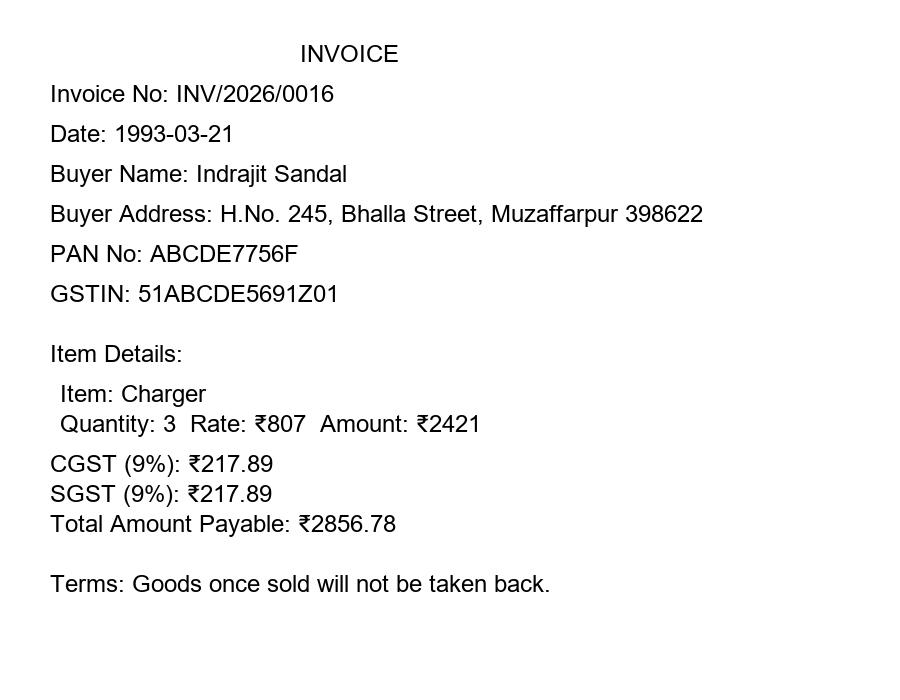 INVOICE
Invoice No: INV/2026/0016
Date: 1993-03-21
Buyer Name: Indrajit Sandal
Buyer Address: H.No. 245, Bhalla Street, Muzaffarpur 398622
PAN No: ABCDE7756F
GSTIN: 51ABCDE5691Z01
Item Details:
Item: Charger
Quantity: 3  Rate: ₹807  Amount: ₹2421
CGST (9%): ₹217.89
SGST (9%): ₹217.89
Total Amount Payable: ₹2856.78
Terms: Goods once sold will not be taken back.